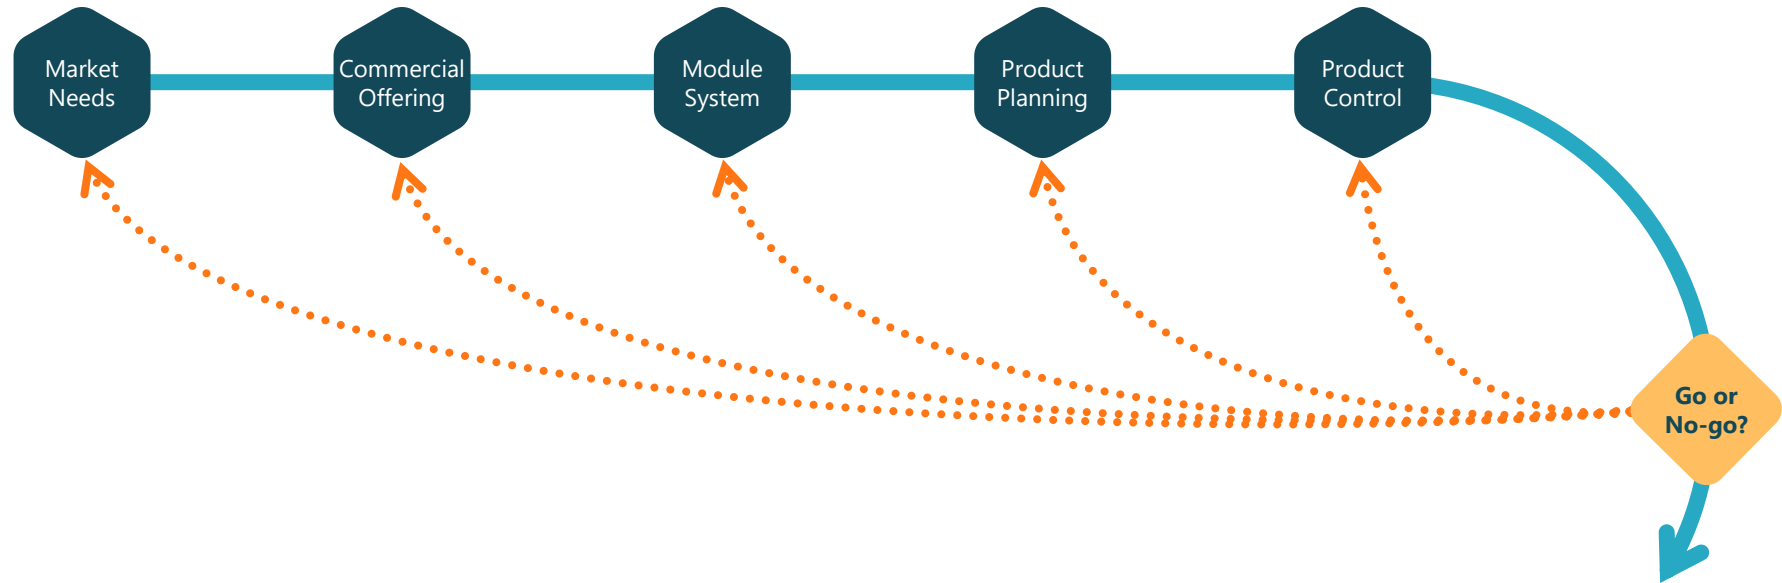 Market
Needs
Commercial
Offering
Module
System
Product
Planning
Product
Control
Go or
No-go?